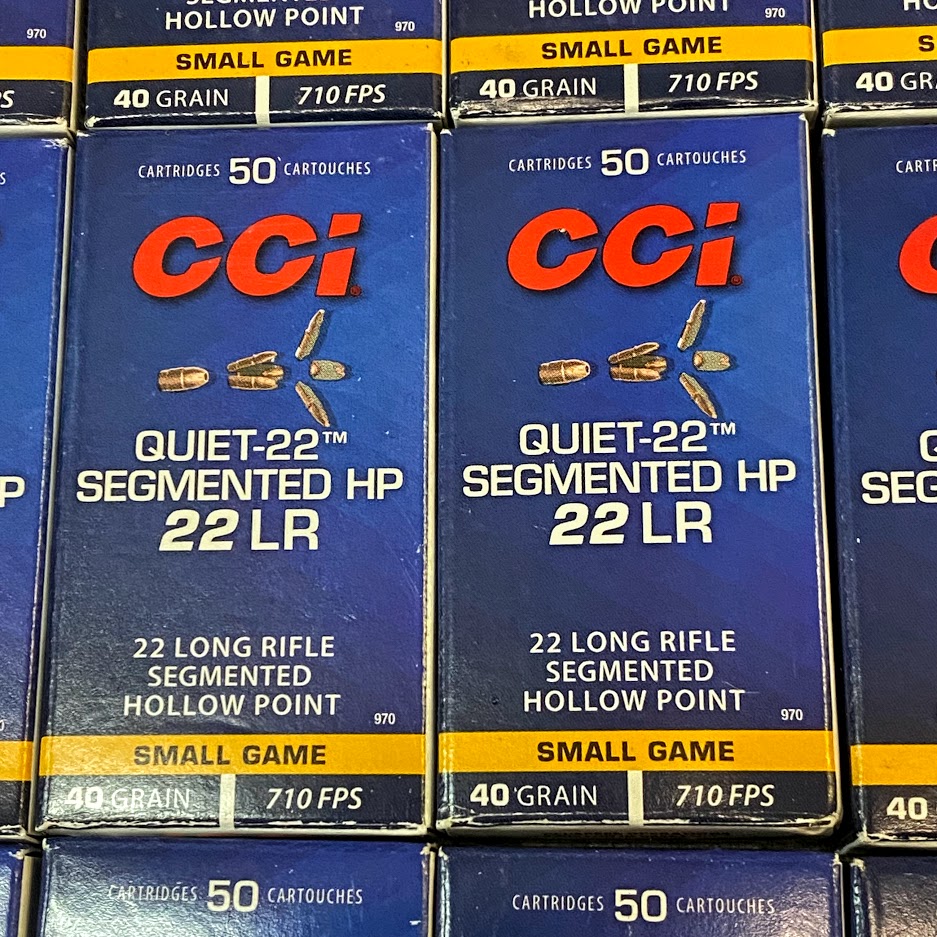 HOLLOW POINT
970
SMALL GAME
40 GRAIN 710 FPS
HOLLOW POINT
970
SMALL GAME
40 GRAIN 710 FPS
970
40
CARTRIDGES 50 CARTOUCHES
CCI
QUIET-22™
SEGMENTED HP
22 LR
22 LONG RIFLE
SEGMENTED
HOLLOW POINT
970
SMALL GAME
40 GRAIN 710 FPS
CARTRIDGES 50 CARTOUCHES
CCI
QUIET-22™
SEGMENTED HP
22 LR
22 LONG RIFLE
SEGMENTED
HOLLOW POINT
970
SMALL GAME
40 GRAIN 710 FPS
40
CARTRIDGES 50 CARTOUCHES
CARTRIDGES 50 CARTOUCHES